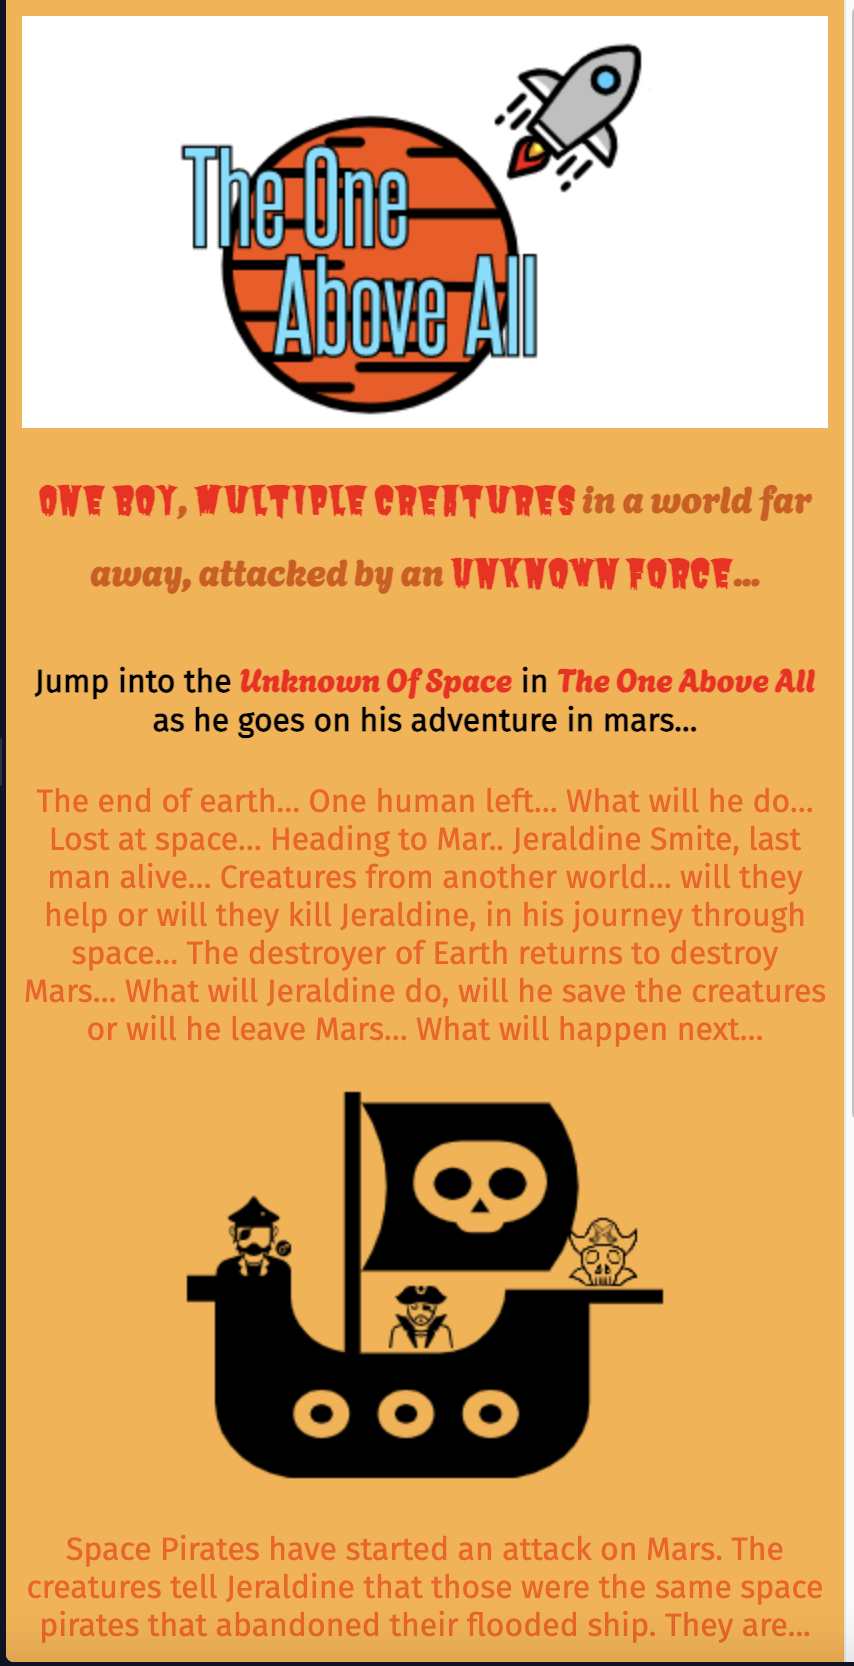 The One
Above All
ONE BOY, MULTIPLE CREATURES in a world far
away, attacked by an UNKNOWN FORCE...
Jump into the Unknown Of Space in The One Above All
as he goes on his adventure in mars...
The end of earth... One human left... What will he do...
Lost at space... Heading to Mar.. Jeraldine Smite, last
man alive... Creatures from another world... will they
help or will they kill Jeraldine, in his journey through
space... The destroyer of Earth returns to destroy
Mars... What will Jeraldine do, will he save the creatures
or will he leave Mars... What will happen next...
Space Pirates have started an attack on Mars. The
creatures tell Jeraldine that those were the same space
pirates that abandoned their flooded ship. They are...